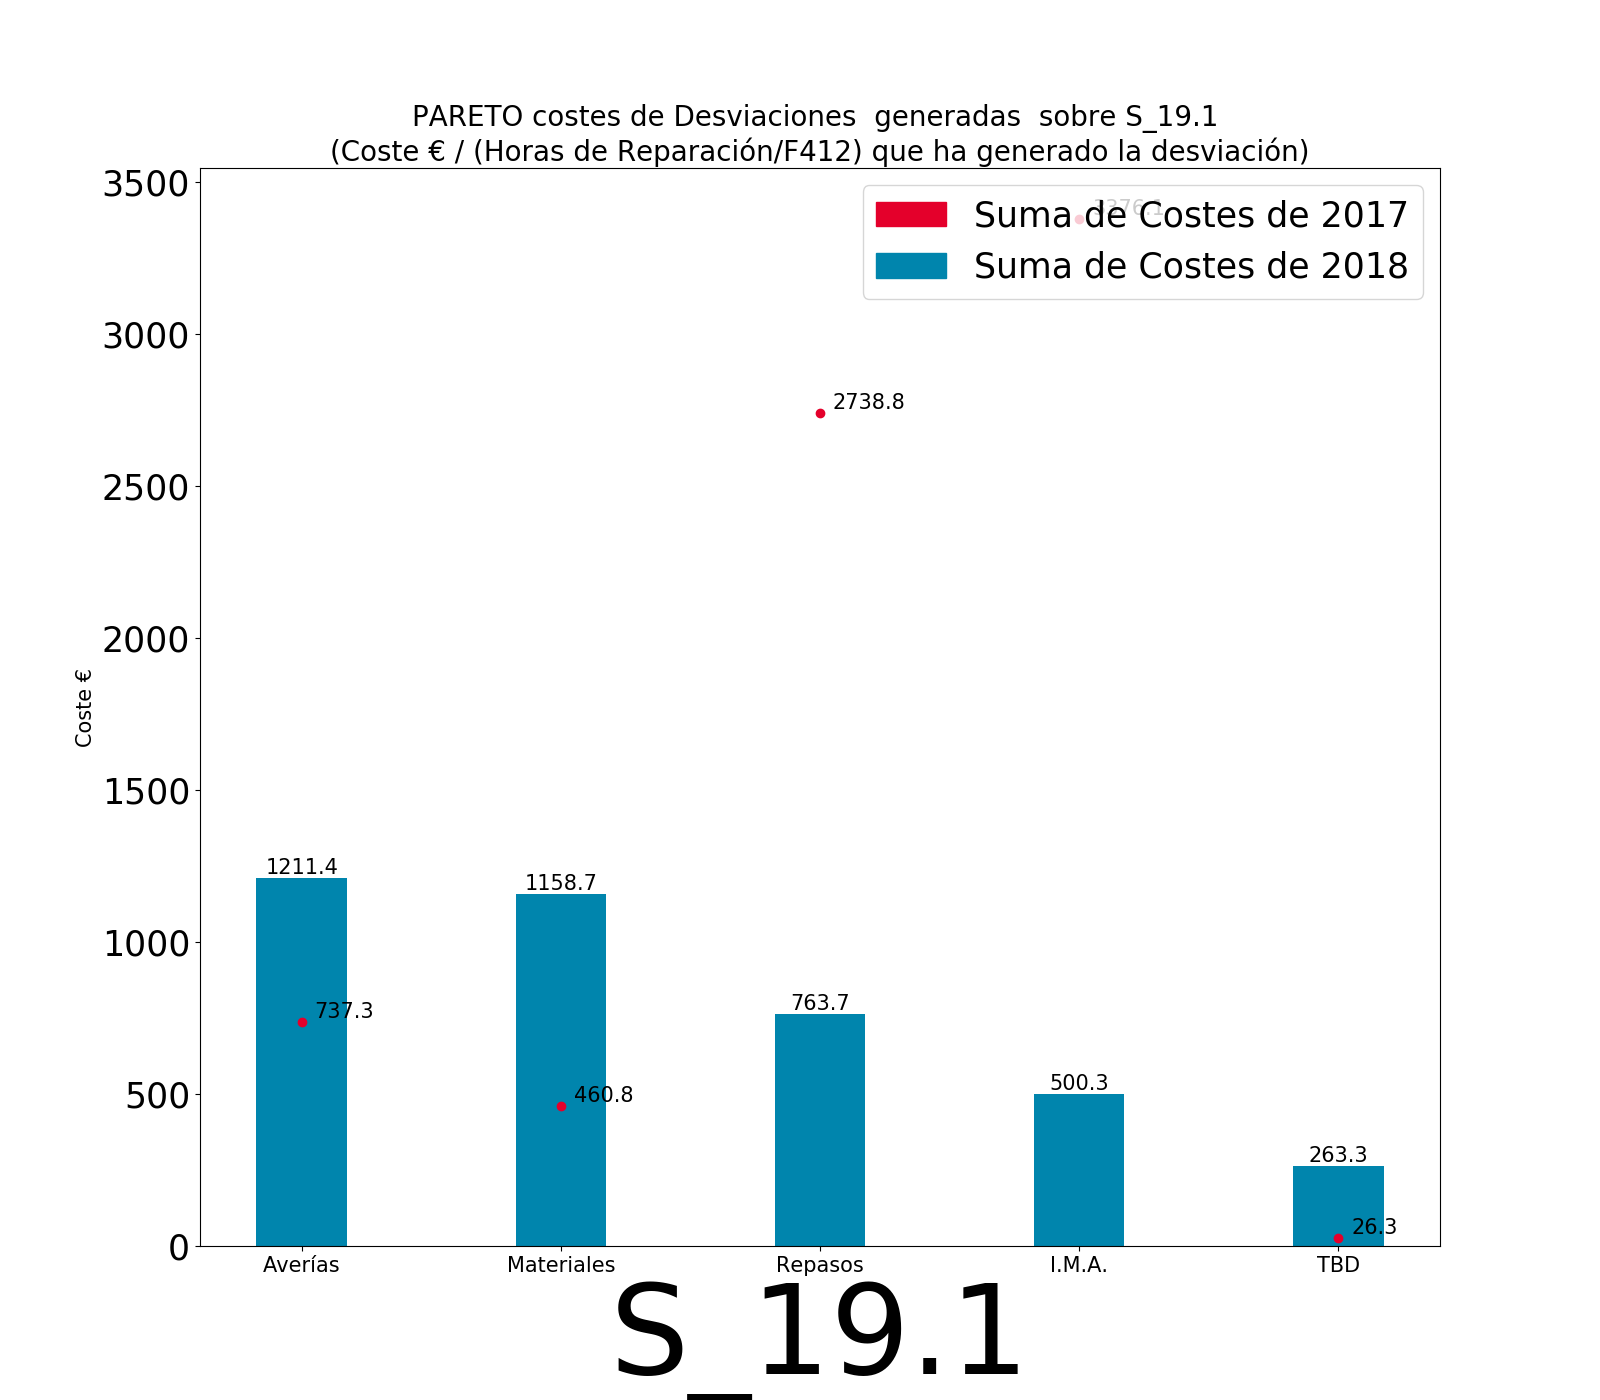 PARETO costes de Desviaciones  generadas  sobre S_19.1
(Coste € / (Horas de Reparación/F412) que ha generado la desviación)
3500
3000
2500
2000
1500
1000
500
0
Coste €
Suma de Costes de 2017
Suma de Costes de 2018
3376.1
2738.8
1211.4
1158.7
763.7
500.3
263.3
737.3
460.8
26.3
Averías
Materiales
Repasos
I.M.A.
TBD
S_19.1